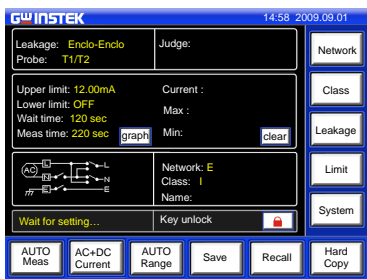 GW INSTEK 14:58 2009.09.01
Leakage: Enclo-Enclo
Probe: T1/T2
Judge:
Upper limit: 12.00mA
Lower limit: OFF
Wait time: 120 sec
Meas time: 220 sec
graph
Current :
Max :
Min:
clear
AC
L
N
E
L
N
E
Network: E
Class: I
Name:
Wait for setting...
Key unlock
Network
Class
Leakage
Limit
System
AUTO
Meas
AC+DC
Current
AUTO
Range
Save
Recall
Hard
Copy